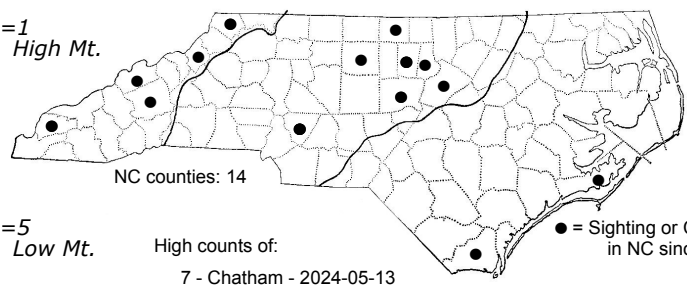 =1
High Mt.
NC counties: 14
=5
Low Mt.
High counts of:
7 - Chatham - 2024-05-13
● = Sighting or
in NC